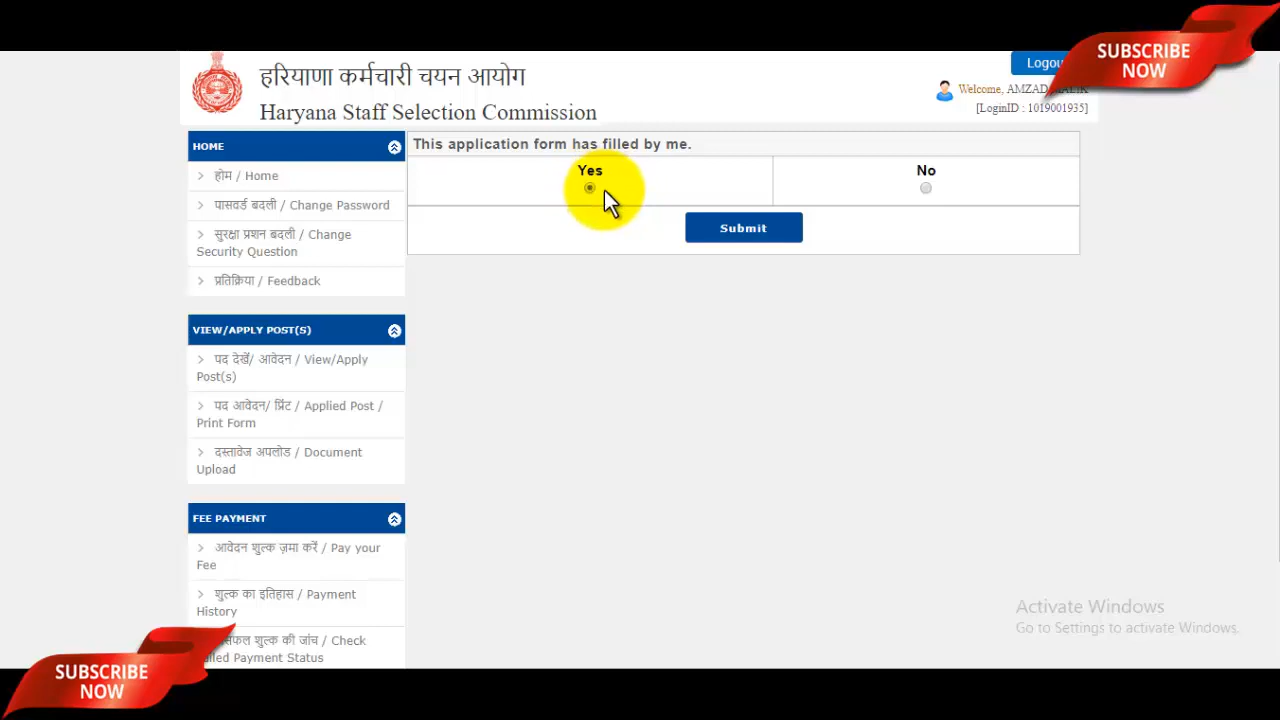 हरियाणा कर्मचारी चयन आयोग
Haryana Staff Selection Commission
Logou
SUBSCRIBE
NOW
Welcome, AMZAD
[LoginID : 1019001935]
HOME
होम / Home
पासवर्ड बदली / Change Password
सुरक्षा प्रशन बदली / Change
Security Question
प्रतिक्रिया / Feedback
This application form has filled by me.
Yes
No
Submit
VIEW/APPLY POST(S)
पद देखें/ आवेदन / View/Apply
Post(s)
पद आवेदन/ प्रिंट / Applied Post /
Print Form
दस्तावेज अपलोड / Document
Upload
FEE PAYMENT
आवेदन शुल्क ज़मा करें / Pay your
Fee
शुल्क का इतिहास / Payment
History
शुल्क की जांच / Check
Payment Status
Activate Windows
Go to Settings to activate Windows.
SUBSCRIBE
NOW